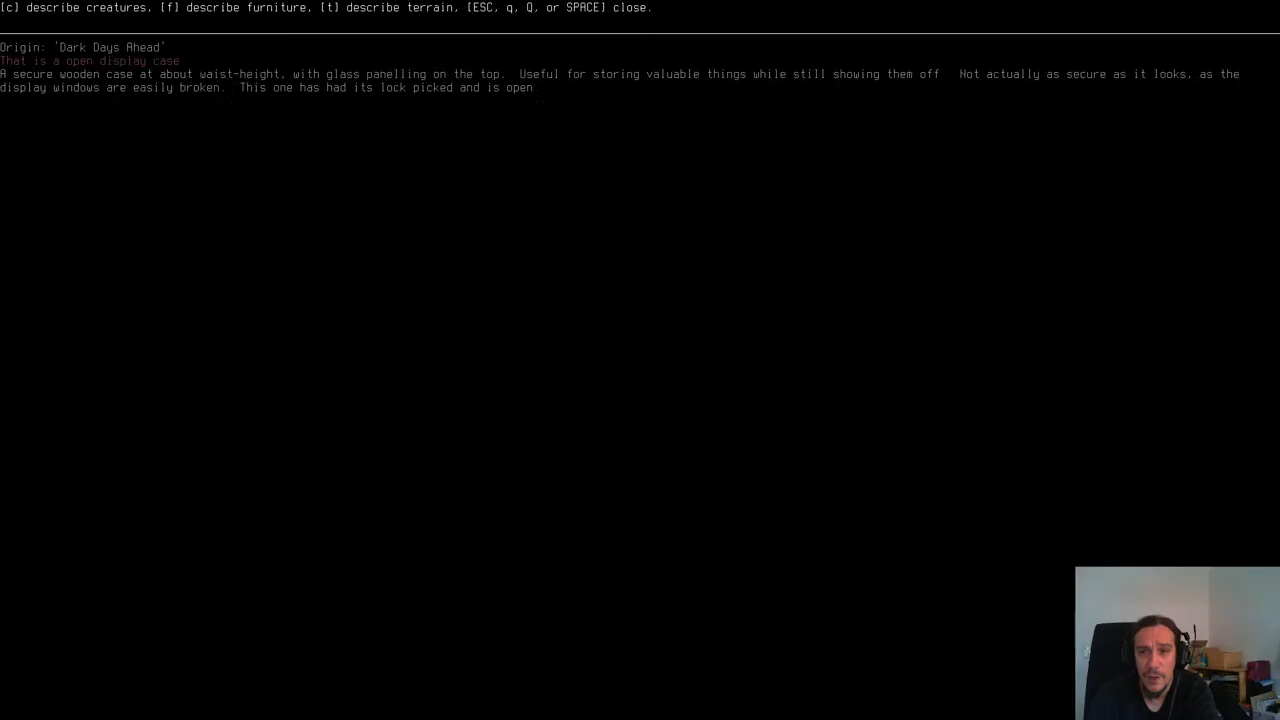 [c] describe creatures, [f] describe furniture, [t] describe terrain, [ESC, q, Q, or SPACE] close.
Origin: 'Dark Days Ahead'
That is a open display case
A secure wooden case at about waist-height, with glass panelling on the top.  Useful for storing valuable things while still showing them off   Not actually as secure as it looks, as the
display windows are easily broken.  This one has had its lock picked and is open